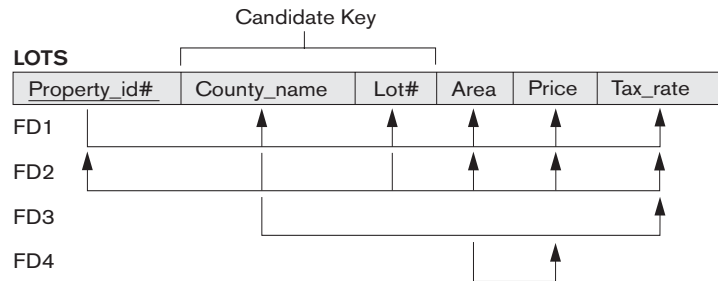 Candidate Key
LOTS
Property_id# County_name Lot# Area Price Tax_rate
FD1
FD2
FD3
FD4